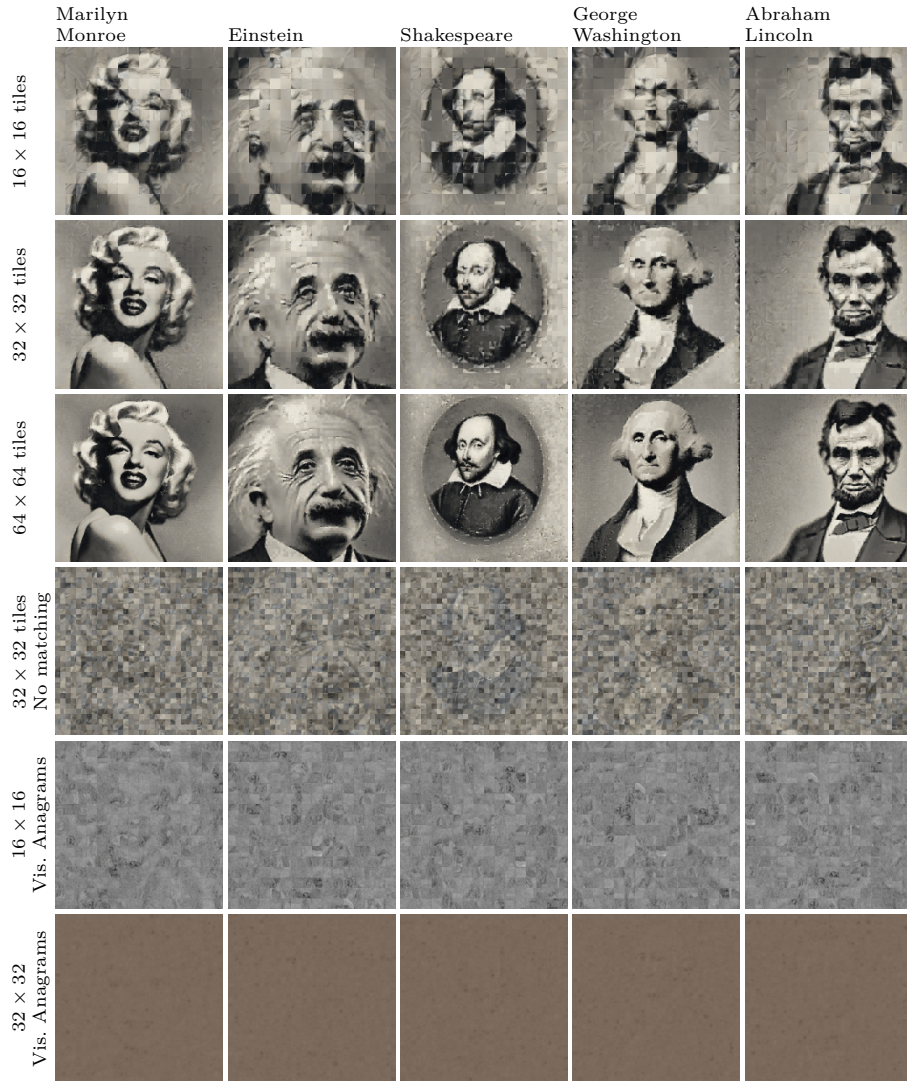 Marilyn
Monroe
Einstein
Shakespeare
George
Washington
Abraham
Lincoln
16 × 16 tiles
32 × 32 tiles
64 × 64 tiles
32 × 32 tiles
No matching
16 × 16
Vis. Anagrams
32 × 32
Vis. Anagrams